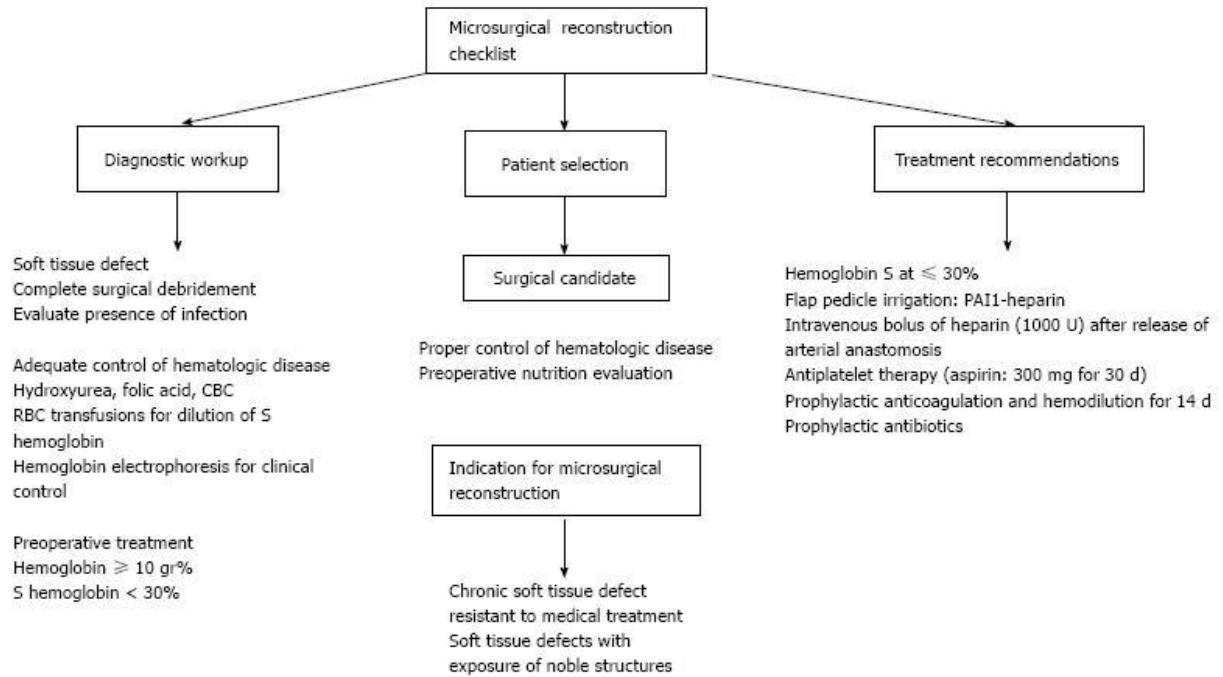 Microsurgical reconstruction
checklist
Diagnostic workup
Patient selection
Treatment recommendations
Soft tissue defect
Complete surgical debridement
Evaluate presence of infection
Adequate control of hematologic disease
Hydroxyurea, folic acid, CBC
RBC transfusions for dilution of S
hemoglobin
Hemoglobin electrophoresis for clinical
control
Preoperative treatment
Hemoglobin ⩾ 10 gr%
S hemoglobin < 30%
Surgical candidate
Proper control of hematologic disease
Preoperative nutrition evaluation
Indication for microsurgical
reconstruction
Chronic soft tissue defect
resistant to medical treatment
Soft tissue defects with
exposure of noble structures
Hemoglobin S at ⩽ 30%
Flap pedicle irrigation: PAI1-heparin
Intravenous bolus of heparin (1000 U) after release of
arterial anastomosis
Antiplatelet therapy (aspirin: 300 mg for 30 d)
Prophylactic anticoagulation and hemodilution for 14 d
Prophylactic antibiotics